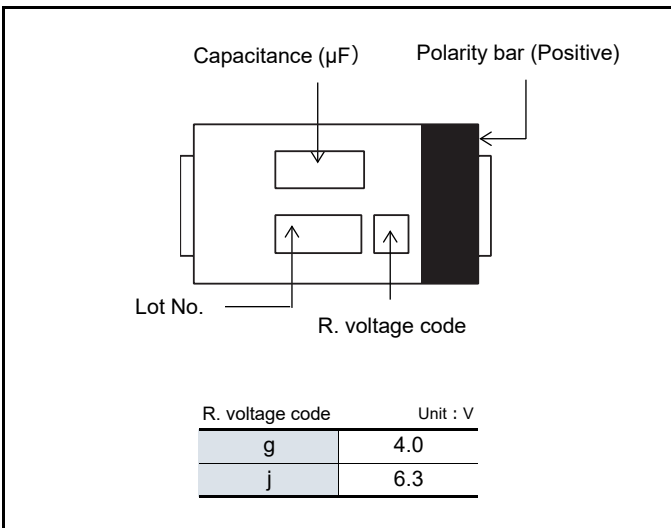 Capacitance (µF） Polarity bar (Positive)
Lot No.
R. voltage code
R. voltage code Unit : V
g 4.0
j 6.3